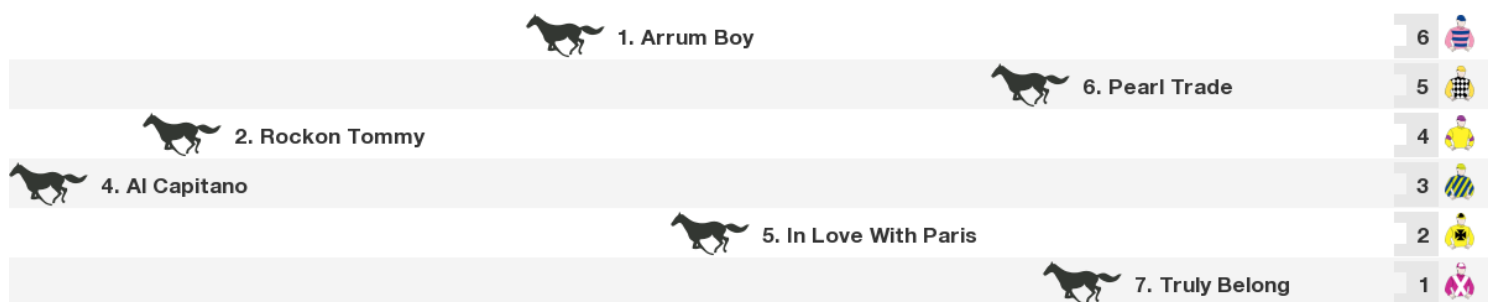 1. Arrum Boy 6
6. Pearl Trade 5
2. Rockon Tommy 4
4. Al Capitano 3
5. In Love With Paris 2
7. Truly Belong 1